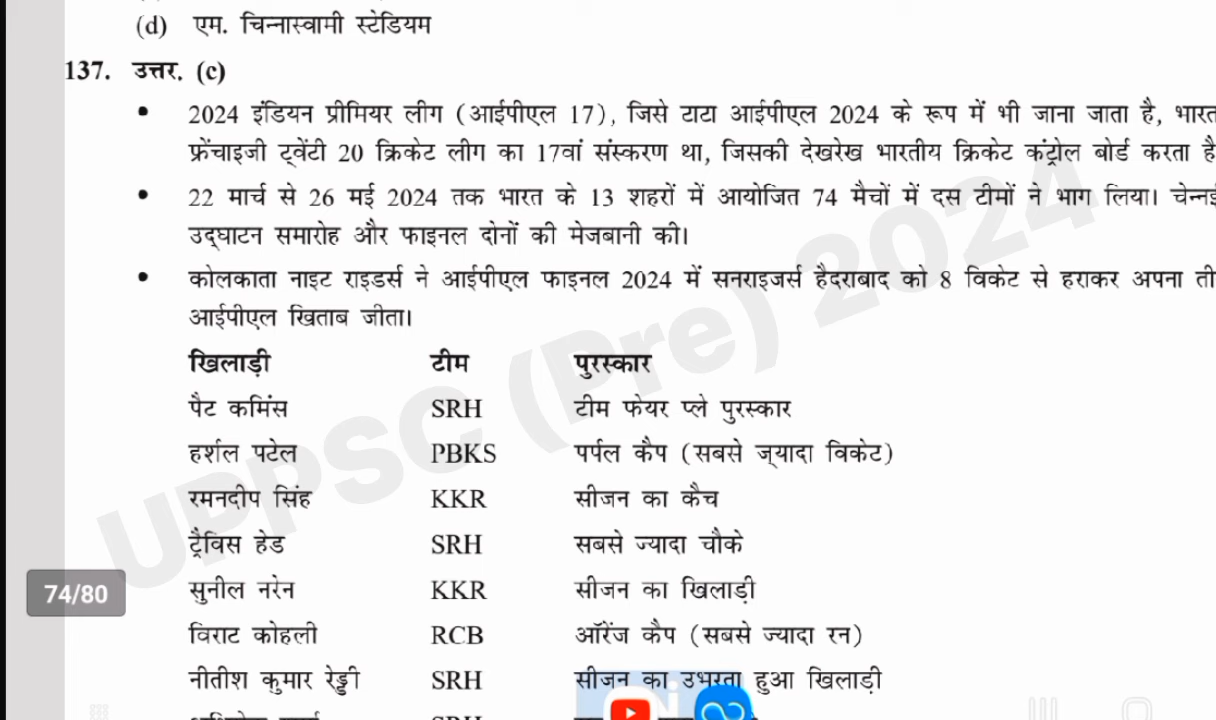 (d) एम. चिन्नास्वामी स्टेडियम
137. उत्तर. (c)
• 2024 इंडियन प्रीमियर लीग (आईपीएल 17), जिसे टाटा आईपीएल 2024 के रूप में भी जाना जाता है, भारत
फ्रेंचाइजी ट्वेंटी 20 क्रिकेट लीग का 17वां संस्करण था, जिसकी देखरेख भारतीय क्रिकेट कंट्रोल बोर्ड करता है
• 22 मार्च से 26 मई 2024 तक भारत के 13 शहरों में आयोजित 74 मैचों में दस टीमों ने भाग लिया। चेन्नई
उद्घाटन समारोह और फाइनल दोनों की मेजबानी की।
• कोलकाता नाइट राइडर्स ने आईपीएल फाइनल 2024 में सनराइजर्स हैदराबाद को 8 विकेट से हराकर अपना ती
आईपीएल खिताब जीता।
खिलाड़ी टीम पुरस्कार
पैट कमिंस SRH टीम फेयर प्ले पुरस्कार
हर्शल पटेल PBKS पर्पल कैप (सबसे ज्यादा विकेट)
रमनदीप सिंह KKR सीजन का कैच
ट्रैविस हेड SRH सबसे ज्यादा चौके
74/80
सुनील नरेन KKR सीजन का खिलाड़ी
विराट कोहली RCB ऑरेंज कैप (सबसे ज्यादा रन)
नीतीश कुमार रेड्डी SRH सीजन का उभरता हुआ खिलाड़ी
UPPSC (Pre) 2024